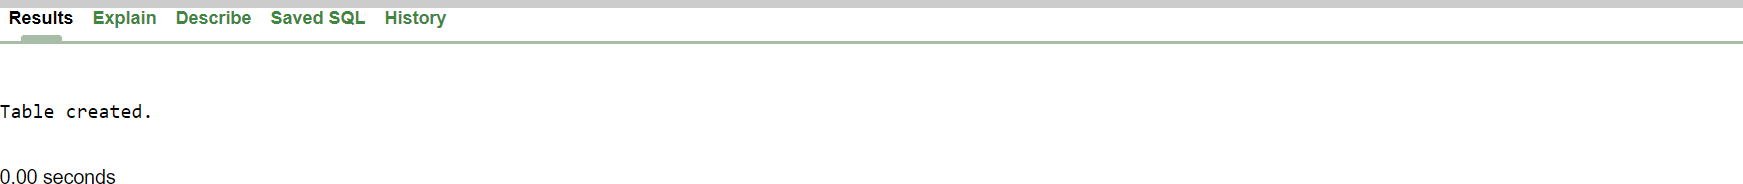 Results Explain Describe Saved SQL History
Table created.
0.00 seconds